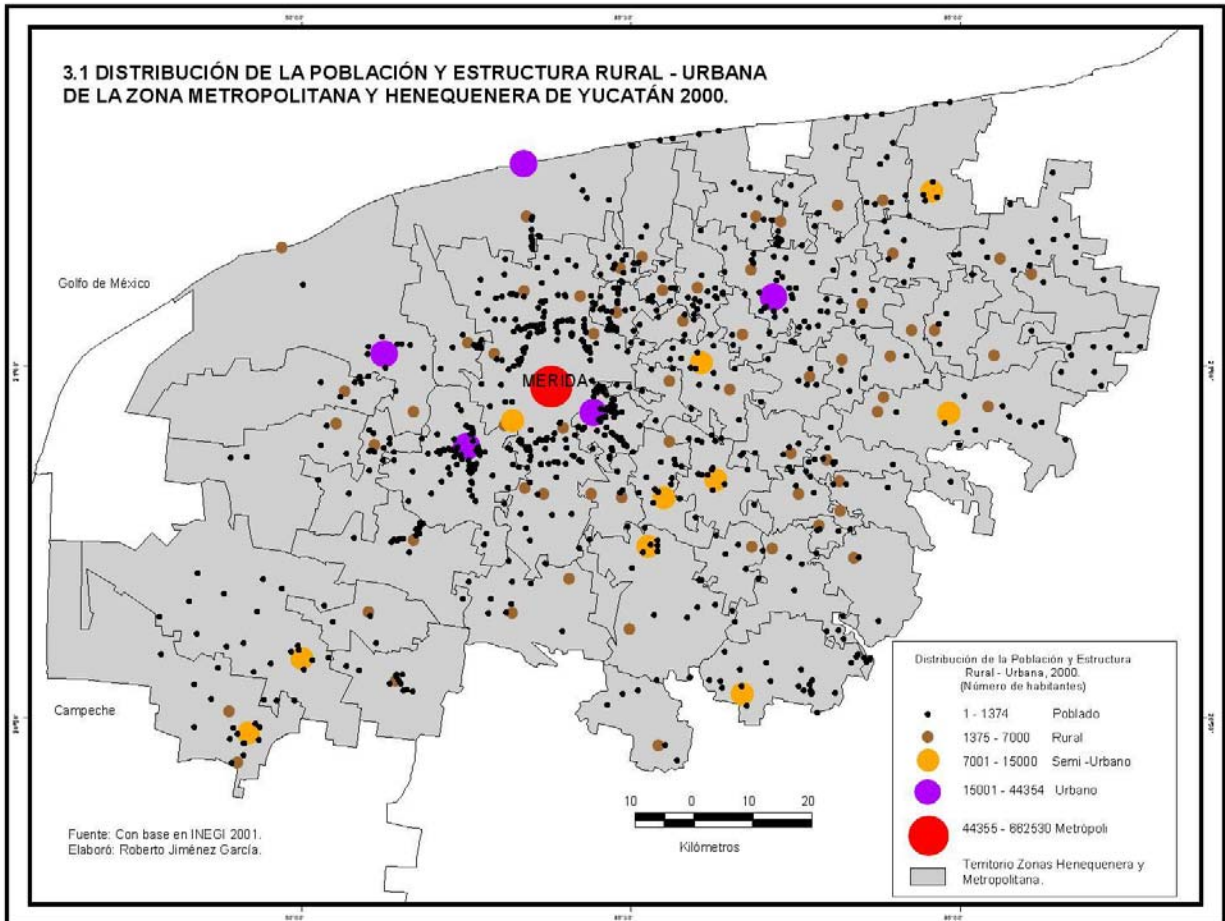 3.1 DISTRIBUCIÓN DE LA POBLACIÓN Y ESTRUCTURA RURAL - URBANA
DE LA ZONA METROPOLITANA Y HENEQUENERA DE YUCATÁN 2000.
Golfo de México
MERIDA
Campeche
Fuente: Con base en INEGI 2001.
Elaboró: Roberto Jiménez García.
10 0 10 20
Kilómetros
Distribución de la Población y Estructura
Rural - Urbana, 2000.
(Número de habitantes)
1 - 1374 Poblado
1375 - 7000 Rural
7001 - 15000 Semi-Urbano
15001 - 44354 Urbano
44355 - 662530 Metrópoli
Territorio Zonas Henequenera y
Metropolitana.